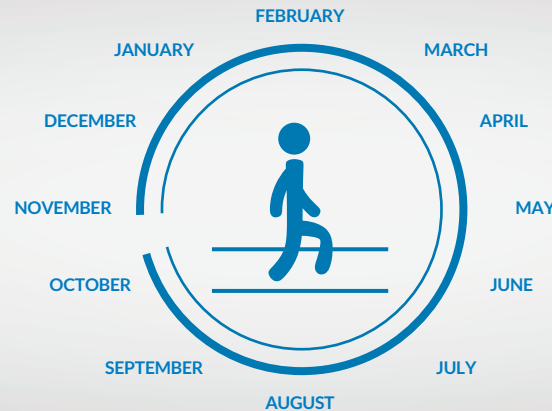 FEBRUARY
JANUARY
MARCH
DECEMBER
APRIL
NOVEMBER
MAY
OCTOBER
JUNE
SEPTEMBER
JULY
AUGUST